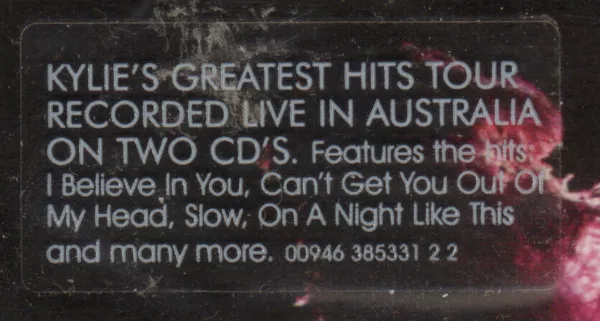 KYLIE'S GREATEST HITS TOUR
RECORDED LIVE IN AUSTRALIA
ON TWO CD'S. Features the hits:
I Believe In You, Can't Get You Out Of
My Head, Slow, On A Night Like This
and many more. 00946 385331 2 2